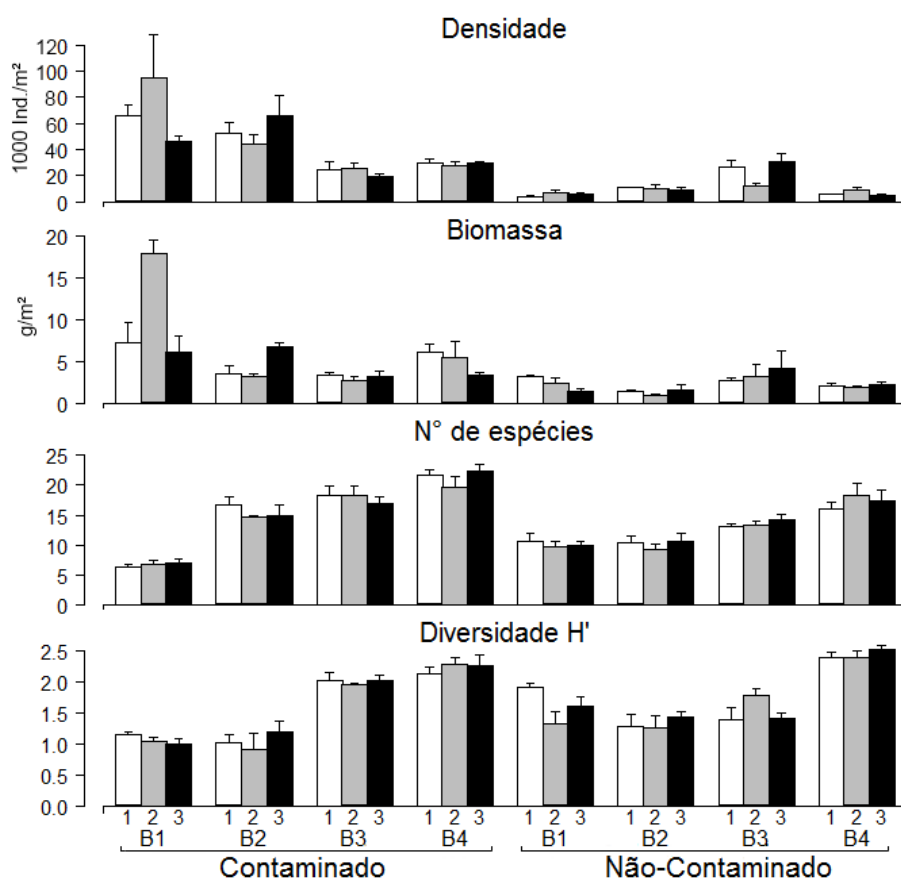 Densidade
1000 Ind./m²
120
100
80
60
40
20
0
Biomassa
g/m²
20
15
10
5
0
N° de espécies
25
20
15
10
5
0
Diversidade H'
2.5
2.0
1.5
1.0
0.5
0.0
1 2 3 1 2 3 1 2 3 1 2 3 1 2 3 1 2 3 1 2 3 1 2 3
B1 B2 B3 B4 B1 B2 B3 B4
Contaminado Não-Contaminado